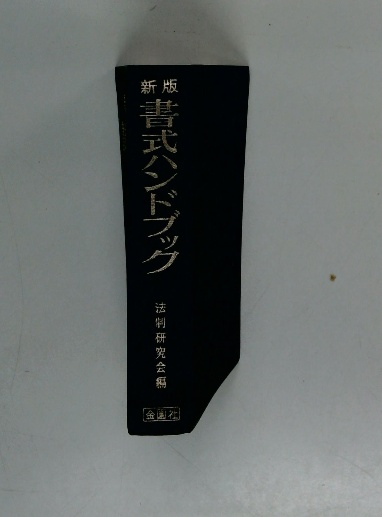 新版
書式ハンドブック
法制研究会編
金園社